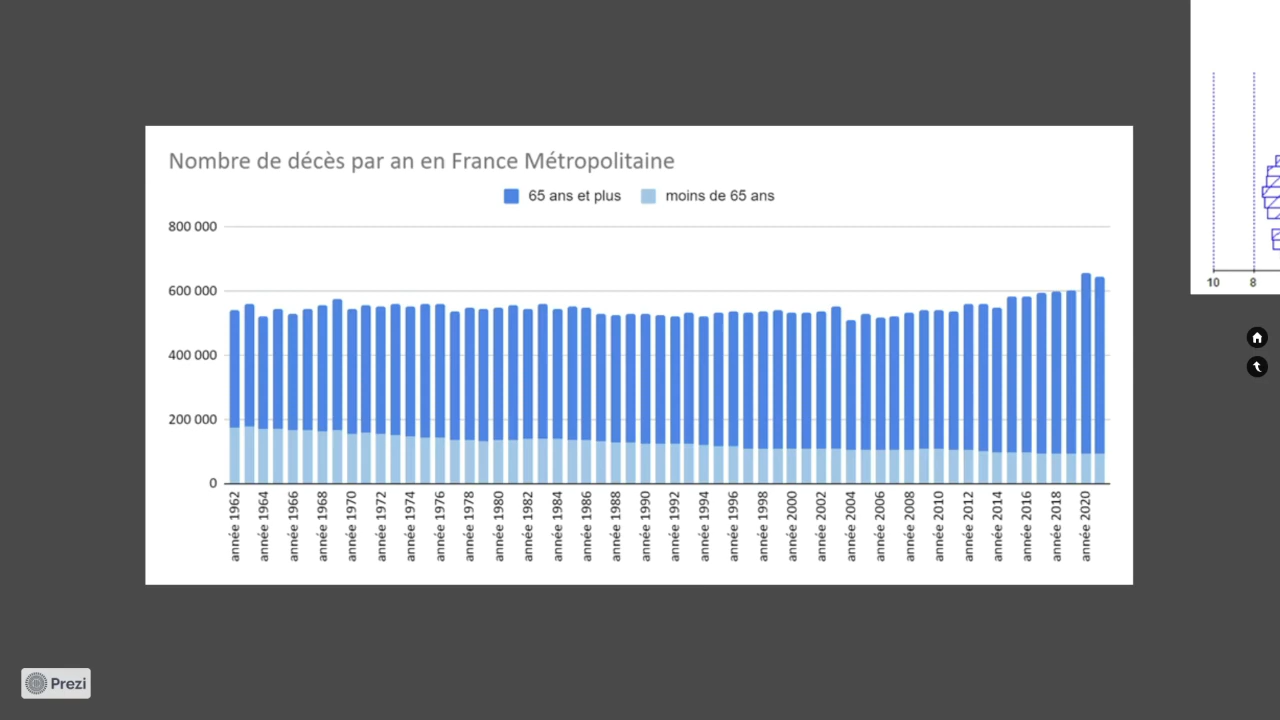 Nombre de décès par an en France Métropolitaine
65 ans et plus moins de 65 ans
800 000
600 000
400 000
200 000
0
année 1962
année 1964
année 1966
année 1968
année 1970
année 1972
année 1974
année 1976
année 1978
année 1980
année 1982
année 1984
année 1986
année 1988
année 1990
année 1992
année 1994
année 1996
année 1998
année 2000
année 2002
année 2004
année 2006
année 2008
année 2010
année 2012
année 2014
année 2016
année 2018
année 2020
10 8
Prezi